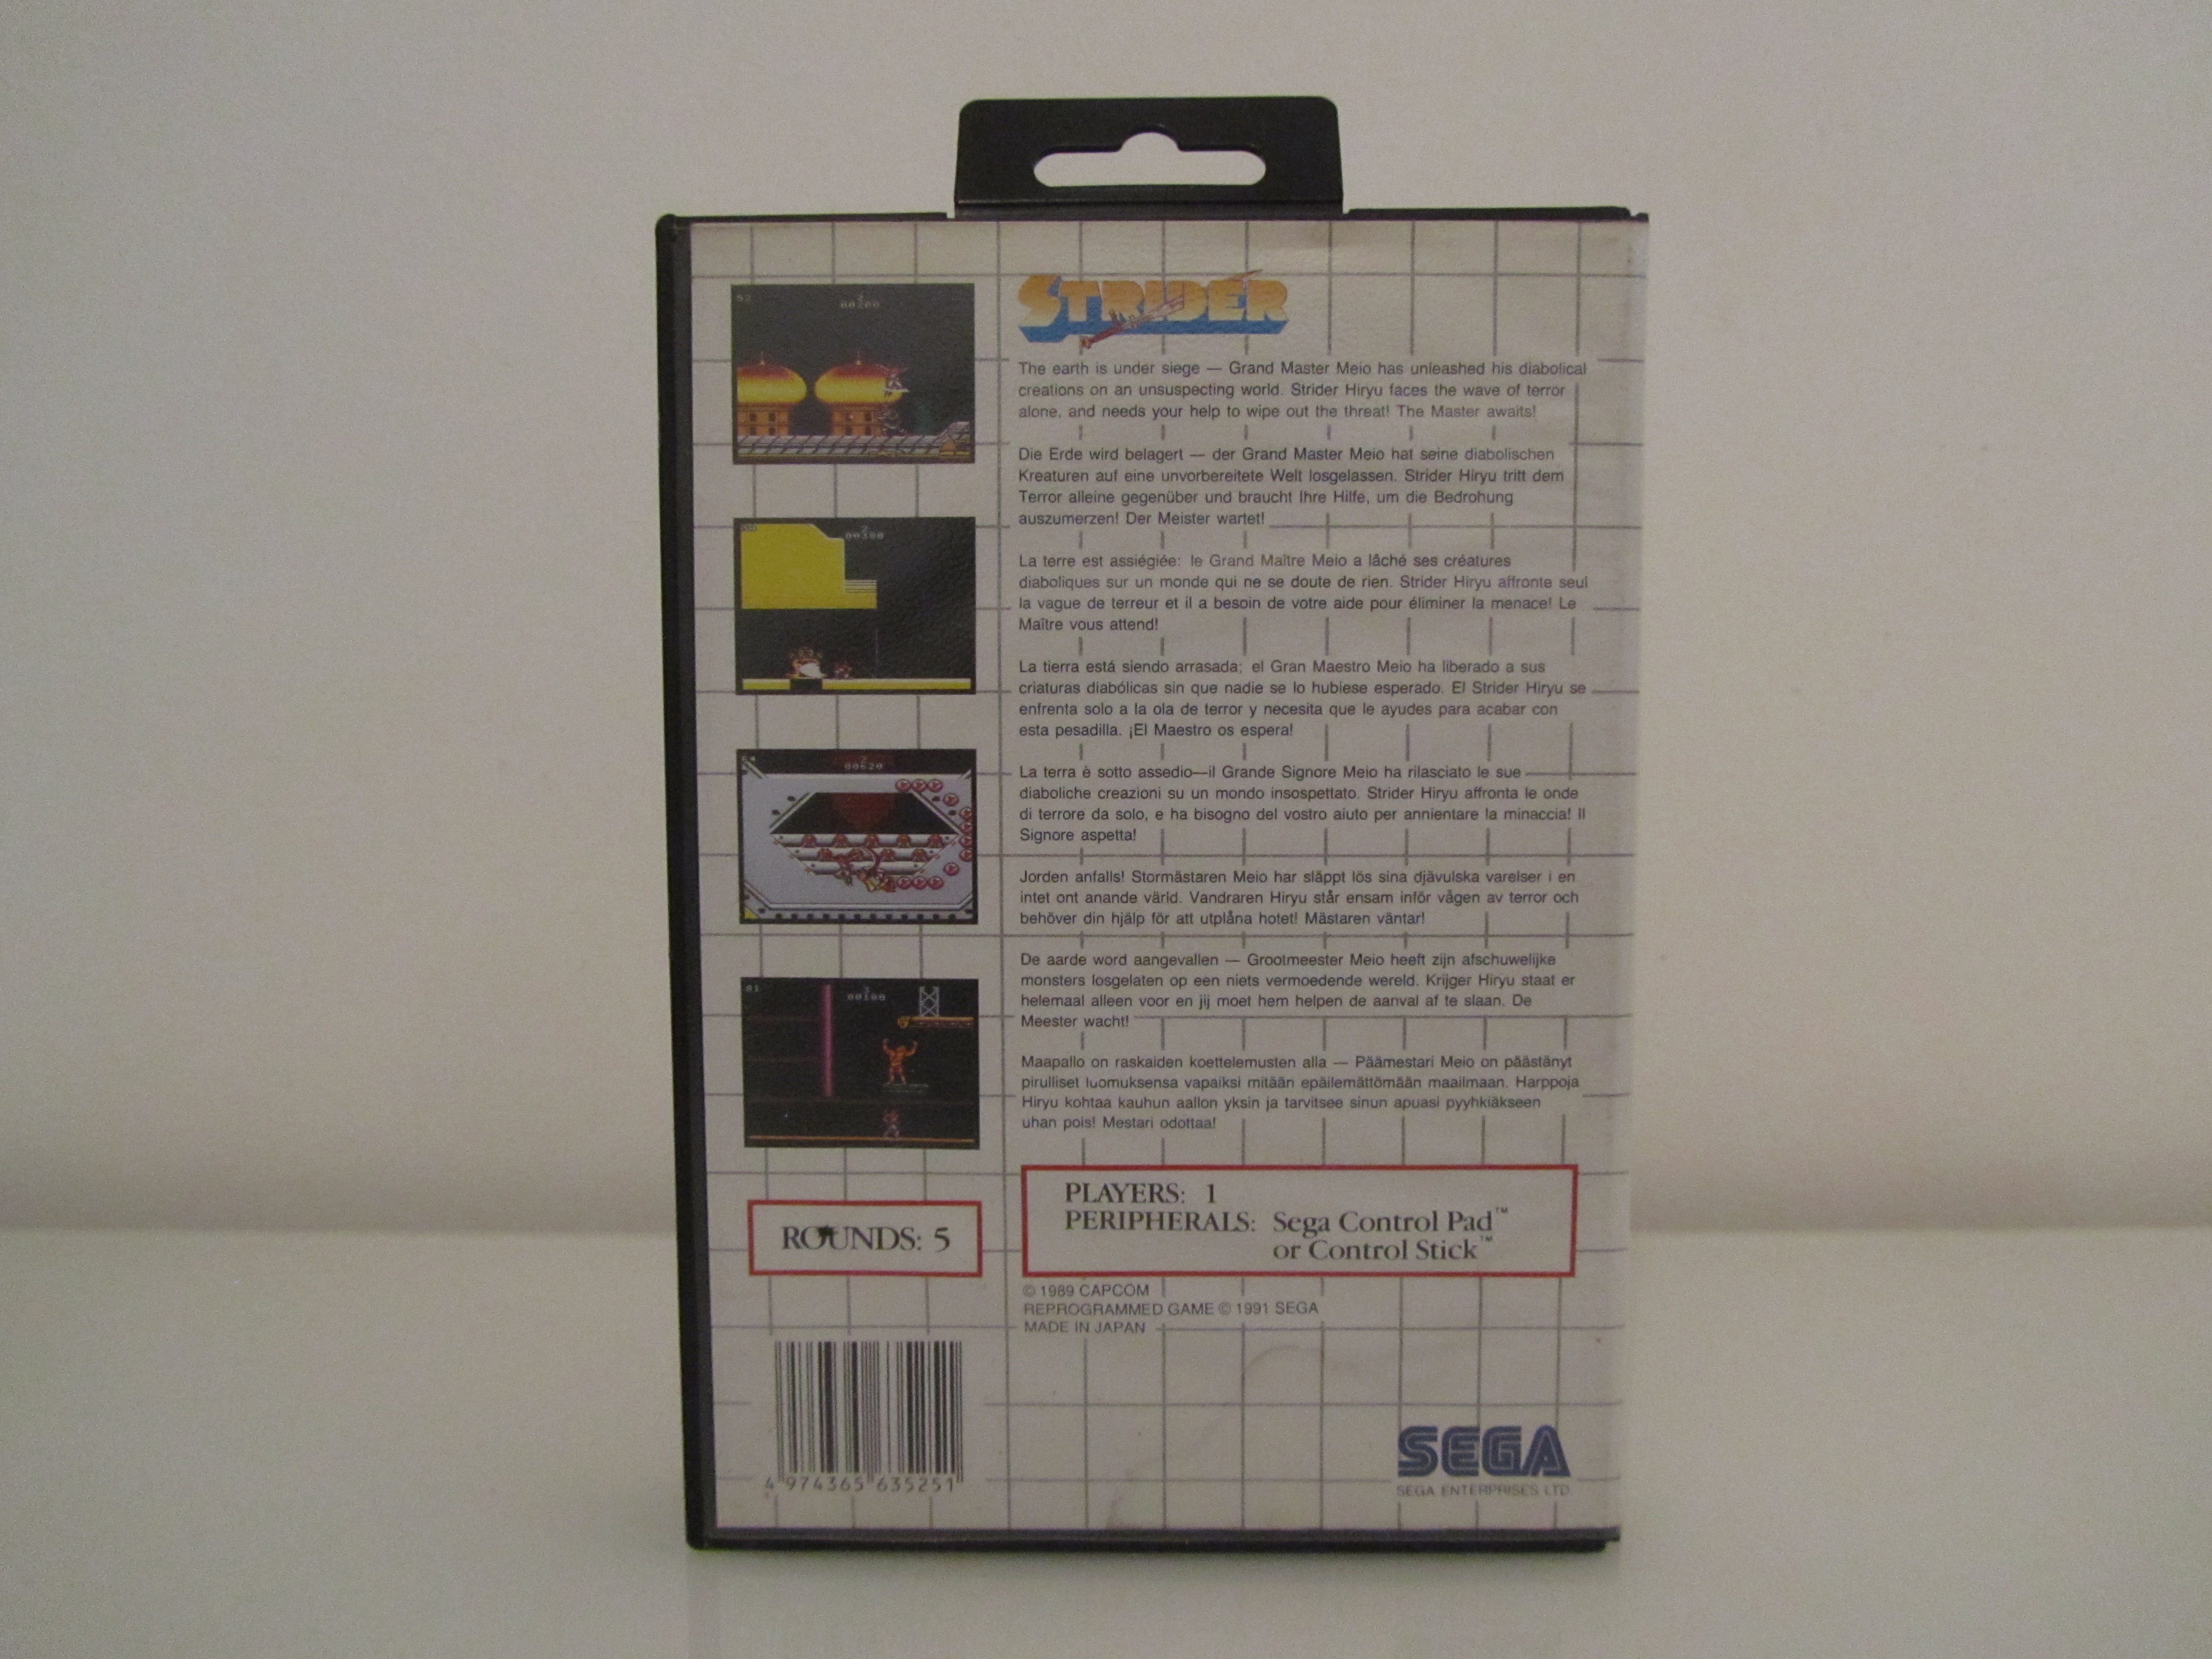 STRIDER
The earth is under siege — Grand Master Meio has unleashed his diabolical
creations on an unsuspecting world. Strider Hiryu faces the wave of terror
alone, and needs your help to wipe out the threat! The Master awaits!
Die Erde wird belagert — der Grand Master Meio hat seine diabolischen
Kreaturen auf eine unvorbereitete Welt losgelassen. Strider Hiryu tritt dem
Terror alleine gegenüber und braucht Ihre Hilfe, um die Bedrohung
auszumerzen! Der Meister wartet!
La terre est assiégiée: le Grand Maître Meio a lâché ses créatures
diaboliques sur un monde qui ne se doute de rien. Strider Hiryu affronte seul
la vague de terreur et il a besoin de votre aide pour éliminer la menace! Le
Maître vous attend!
La tierra está siendo arrasada; el Gran Maestro Meio ha liberado a sus
criaturas diabólicas sin que nadie se lo hubiese esperado. El Strider Hiryu se
enfrenta solo a la ola de terror y necesita que le ayudes para acabar con
esta pesadilla. ¡El Maestro os espera!
La terra è sotto assedio—il Grande Signore Meio ha rilasciato le sue
diaboliche creazioni su un mondo insospettato. Strider Hiryu affronta le onde
di terrore da solo, e ha bisogno del vostro aiuto per annientare la minaccia! Il
Signore aspetta!
Jorden anfalls! Stormästaren Meio har släppt lös sina djävulska varelser i en
intet ont anande värld. Vandraren Hiryu står ensam inför vågen av terror och
behöver din hjälp för att utplåna hotet! Mästaren väntar!
De aarde word aangevallen — Grootmeester Meio heeft zijn afschuwelijke
monsters losgelaten op een niets vermoedende wereld. Krijger Hiryu staat er
helemaal alleen voor en jij moet hem helpen de aanval af te slaan. De
Meester wacht!
Maapallo on raskaiden koettelemusten alla — Päämestari Meio on päästänyt
pirulliset luomuksensa vapaiksi mitään epäilemättömään maailmaan. Harppoja
Hiryu kohtaa kauhun aallon yksin ja tarvitsee sinun apuasi pyyhkiäkseen
uhan pois! Mestari odottaa!
ROUNDS: 5
PLAYERS: 1
PERIPHERALS: Sega Control Pad™
or Control Stick™
© 1989 CAPCOM
REPROGRAMMED GAME © 1991 SEGA
MADE IN JAPAN
4 974365 635251
SEGA
SEGA ENTERPRISES LTD.